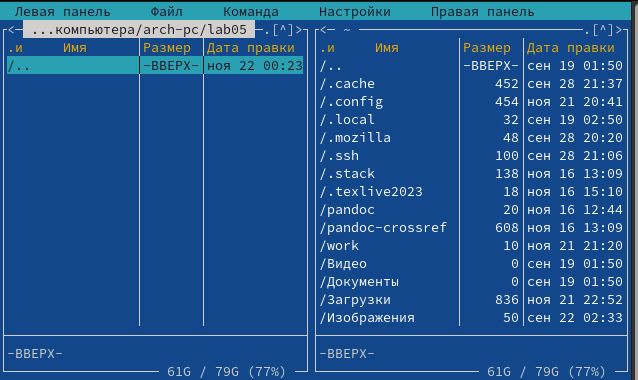 Левая панель Файл Команда Настройки Правая панель
<— ...компьютера/arch-pc/lab05 —.[^]>
.и Имя Размер Дата правки
/.. -ВВЕРХ- ноя 22 00:23
-ВВЕРХ-
61G / 79G (77%)
<— ~ —.[^]>
.и Имя Размер Дата правки
/.. -ВВЕРХ- сен 19 01:50
/.cache 452 сен 28 21:37
/.config 454 ноя 21 20:41
/.local 32 сен 19 02:50
/.mozilla 48 сен 28 20:20
/.ssh 100 сен 28 21:06
/.stack 138 ноя 16 13:09
/.texlive2023 18 ноя 16 15:10
/pandoc 20 ноя 16 12:44
/pandoc-crossref 608 ноя 16 13:09
/work 10 ноя 21 21:20
/Видео 0 сен 19 01:50
/Документы 0 сен 19 01:50
/Загрузки 836 ноя 21 22:52
/Изображения 50 сен 22 02:33
-ВВЕРХ-
61G / 79G (77%)